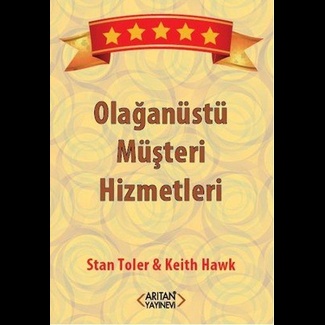 Olağanüstü
Müşteri
Hizmetleri
Stan Toler & Keith Hawk
ARITAN
YAYINEVİ